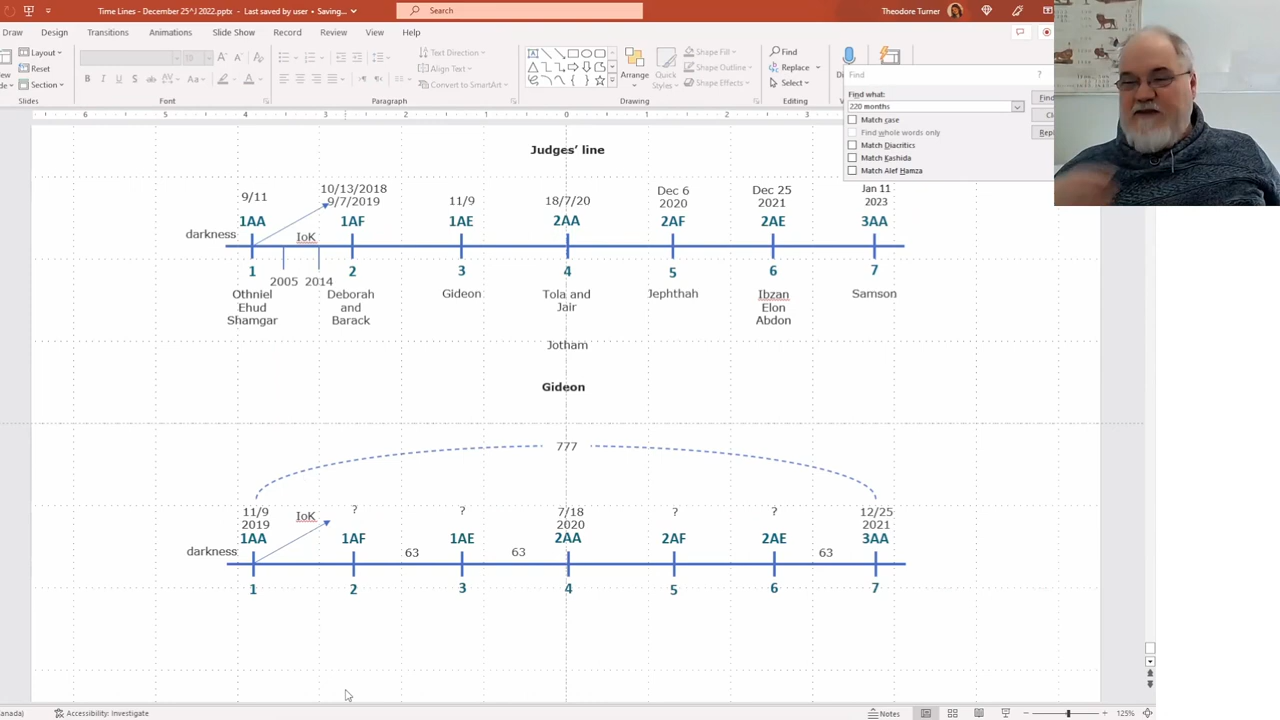 Time Lines - December 25^J 2022.pptx • Last saved by user • Saving...
Search
Theodore Turner
Draw Design Transitions Animations Slide Show Record Review View Help
Layout
Reset
Section
Slides
B I U S
Aa
Paragraph
Text Direction
Align Text
Convert to SmartArt
Arrange
Quick
Styles
Shape Fill
Shape Outline
Shape Effects
Drawing
Find
Replace
Select
Editing
Find ?
Find what:
220 months
Match case
Find whole words only
Match Diacritics
Match Kashida
Match Alef Hamza
Judges' line
9/11
10/13/2018
9/7/2019
11/9
18/7/20
Dec 6
2020
Dec 25
2021
Jan 11
2023
1AA 1AF 1AE 2AA 2AF 2AE 3AA
darkness
IoK
1 2 3 4 5 6 7
2005 2014
Othniel
Ehud
Shamgar
Deborah
and
Barack
Gideon
Tola and
Jair
Jephthah
Ibzan
Elon
Abdon
Samson
Jotham
Gideon
777
11/9
2019
IoK
? ?
7/18
2020
? ?
12/25
2021
1AA 1AF 1AE 2AA 2AF 2AE 3AA
darkness
63 63 63
1 2 3 4 5 6 7
Accessibility: Investigate
Notes
125%